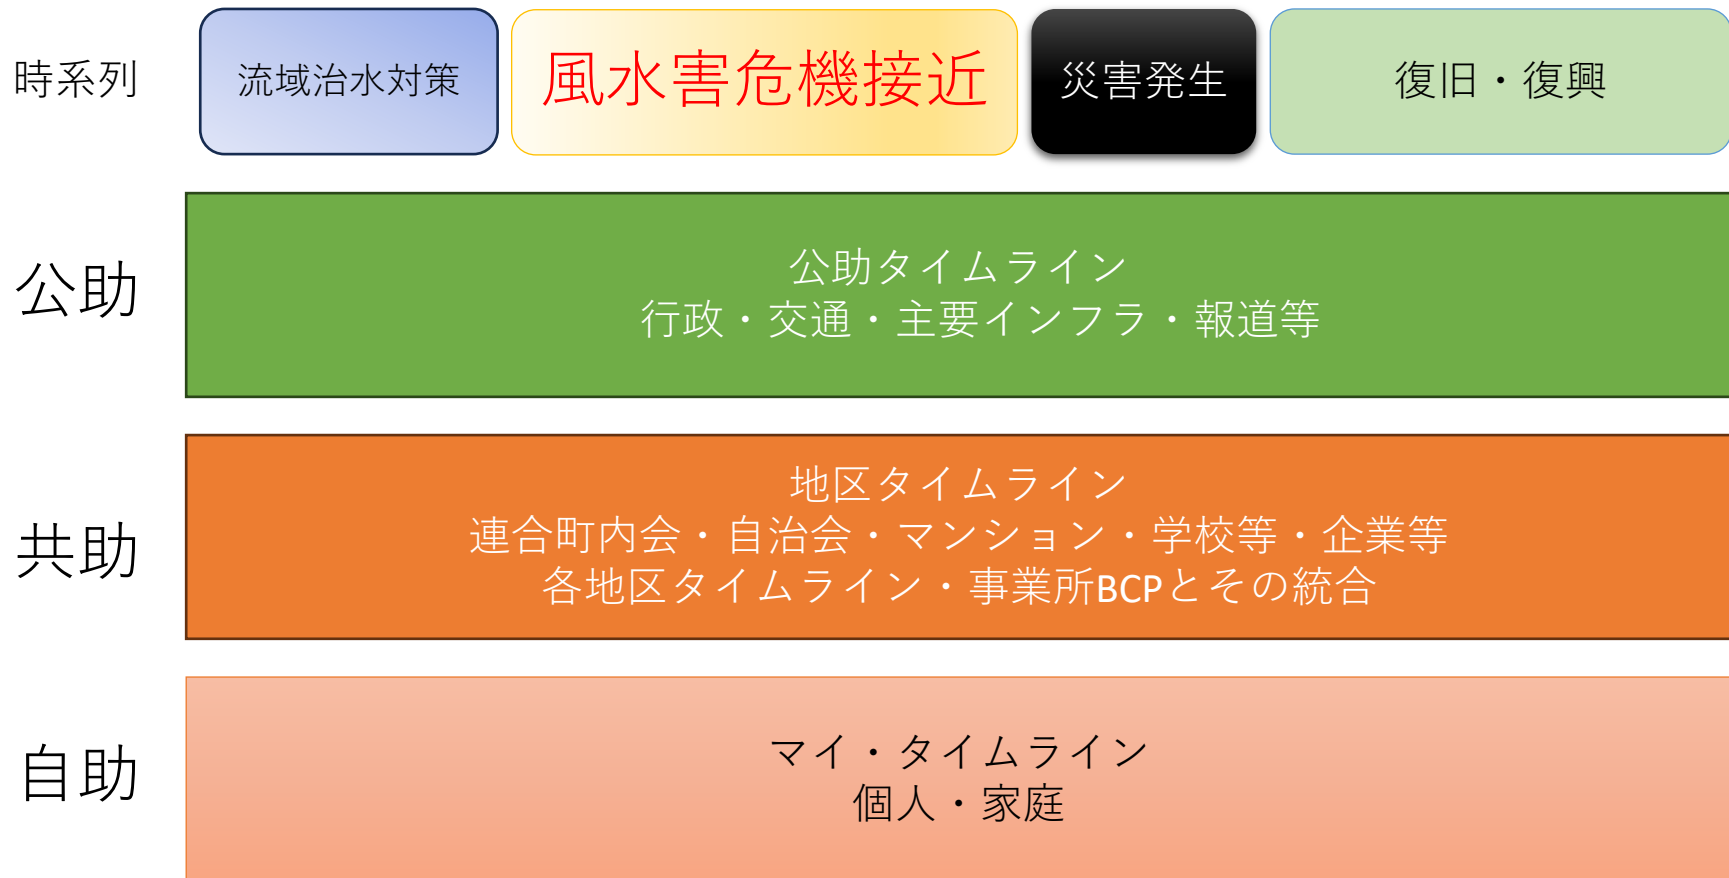 時系列
流域治水対策
風水害危機接近
災害発生
復旧・復興
公助
公助タイムライン
行政・交通・主要インフラ・報道等
共助
地区タイムライン
連合町内会・自治会・マンション・学校等・企業等
各地区タイムライン・事業所BCPとその統合
自助
マイ・タイムライン
個人・家庭